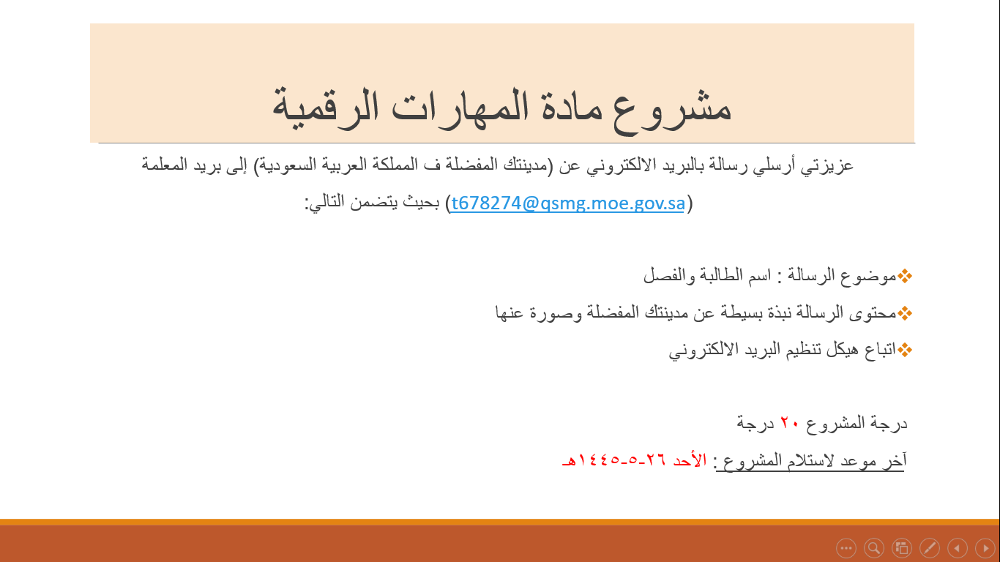 مشروع مادة المهارات الرقمية
عزيزتي أرسلي رسالة بالبريد الالكتروني عن (مدينتك المفضلة ف المملكة العربية السعودية) إلى بريد المعلمة
(t678274@qsmg.moe.gov.sa) بحيث يتضمن التالي:
❖موضوع الرسالة : اسم الطالبة والفصل
❖محتوى الرسالة نبذة بسيطة عن مدينتك المفضلة وصورة عنها
❖اتباع هيكل تنظيم البريد الالكتروني
درجة المشروع ٢٠ درجة
آخر موعد لاستلام المشروع : الأحد ٢٦-٥-١٤٤٥هـ